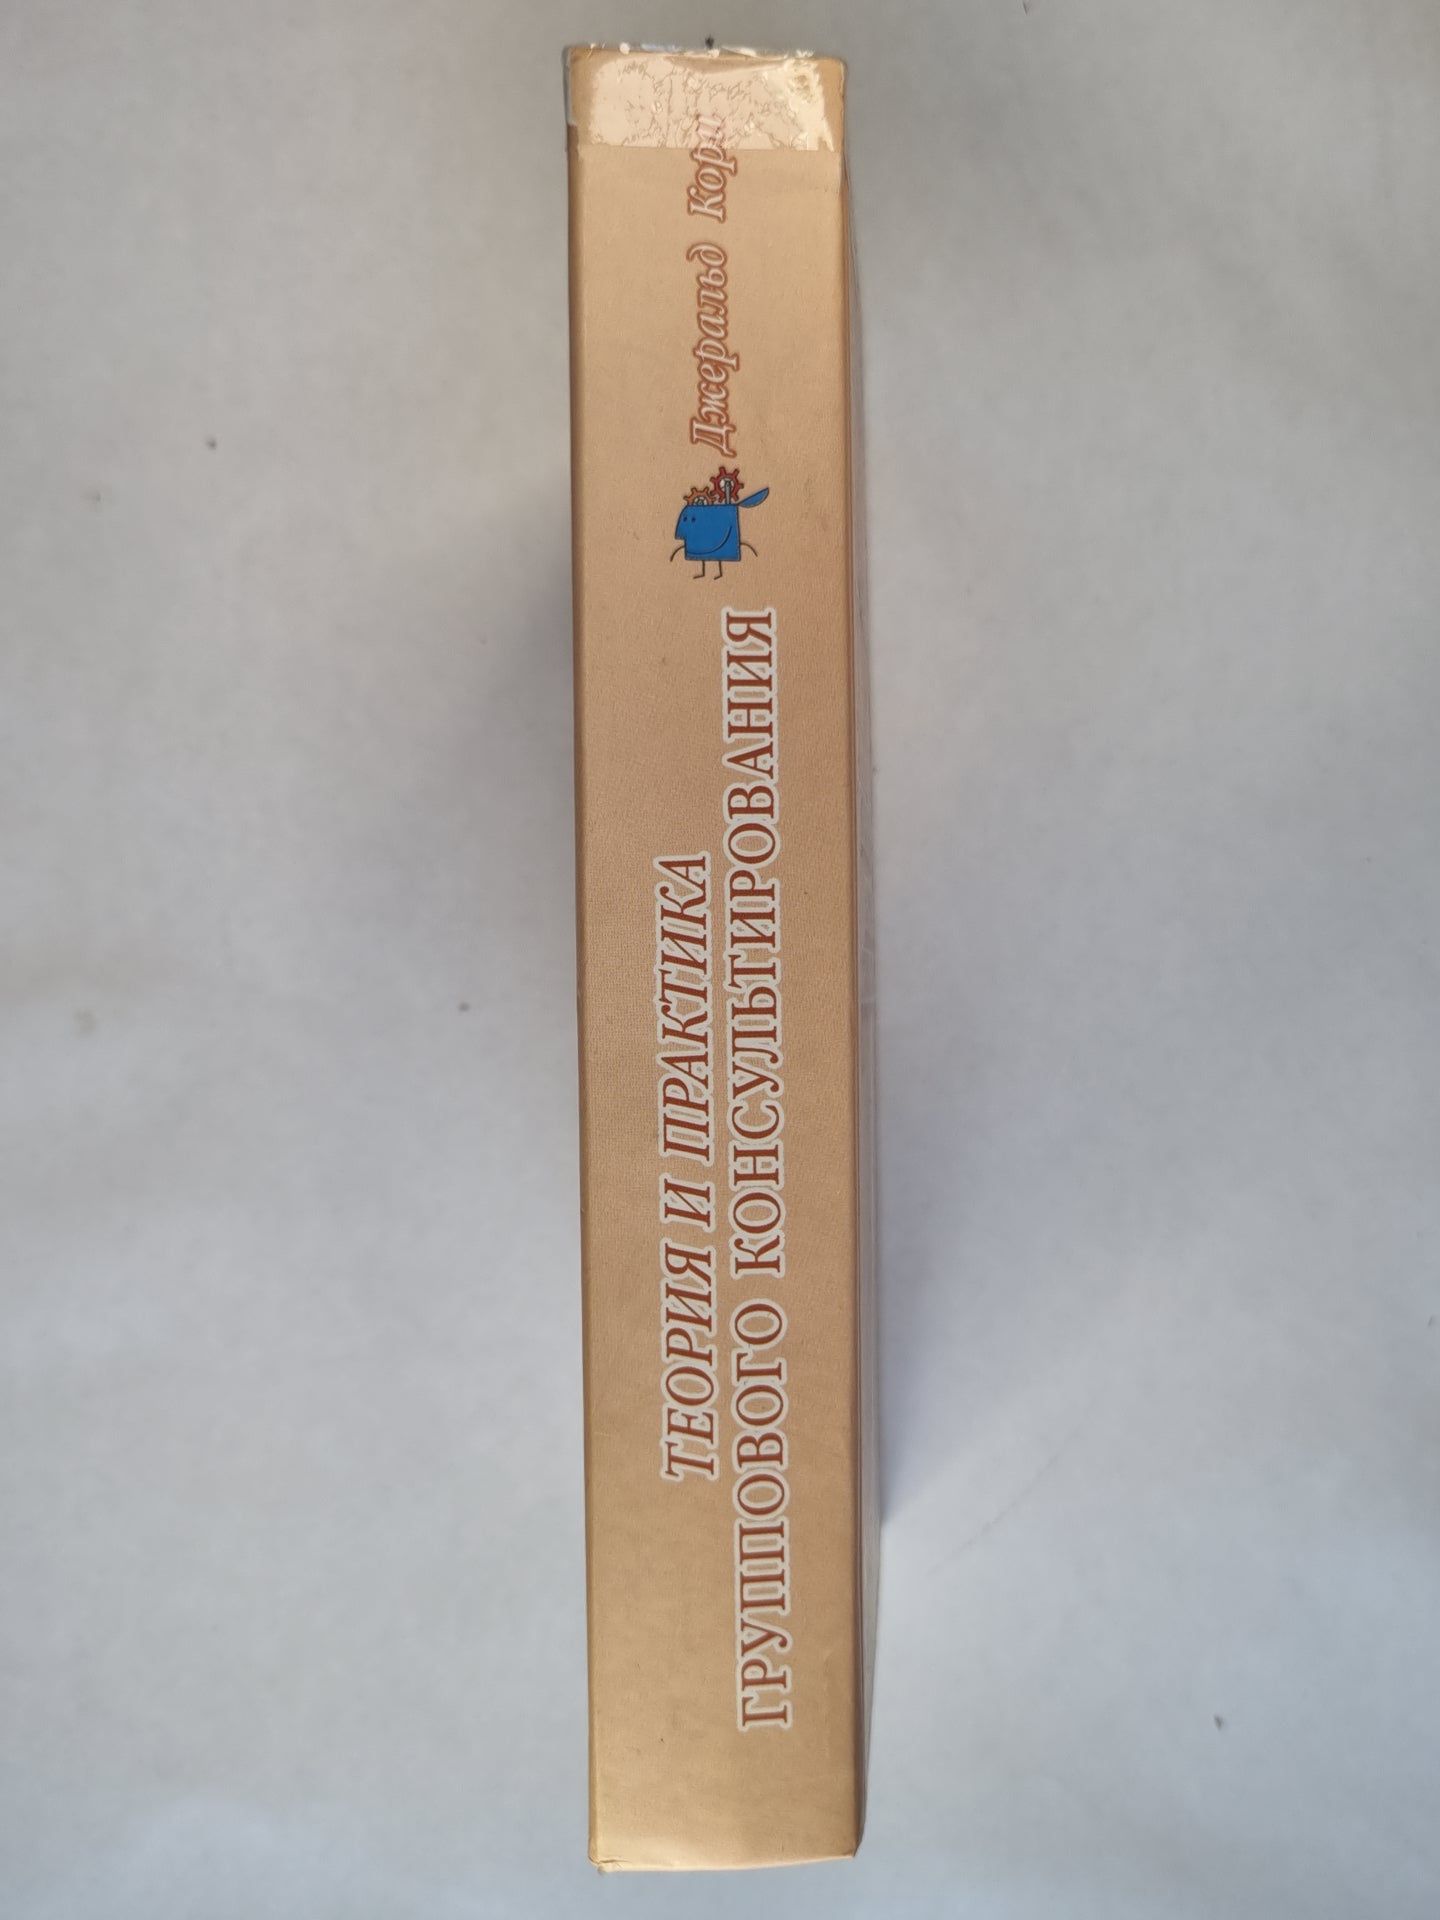 ТЕОРИЯ И ПРАКТИКА
ГРУППОВОГО КОНСУЛЬТИРОВАНИЯ
Джеральд Кори